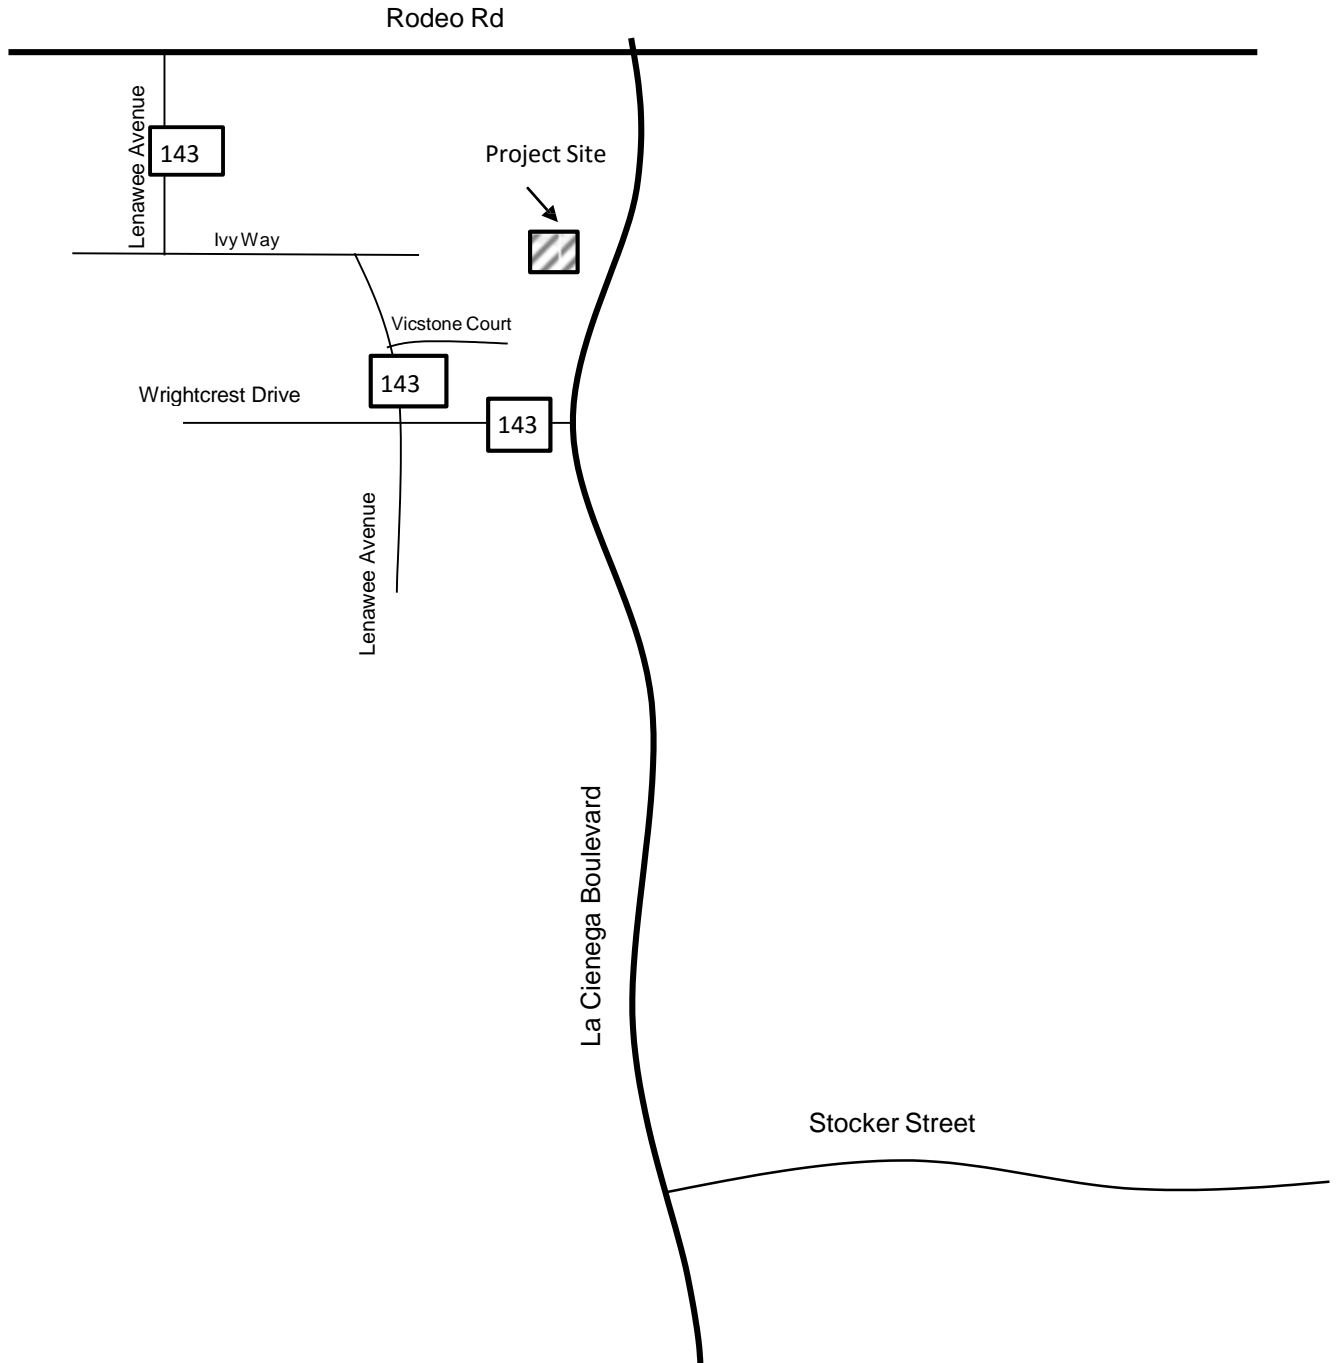 Rodeo Rd
Lenawee Avenue
143
Project Site
Ivy Way
Vicstone Court
143
Wrightcrest Drive
143
Lenawee Avenue
La Cienega Boulevard
Stocker Street